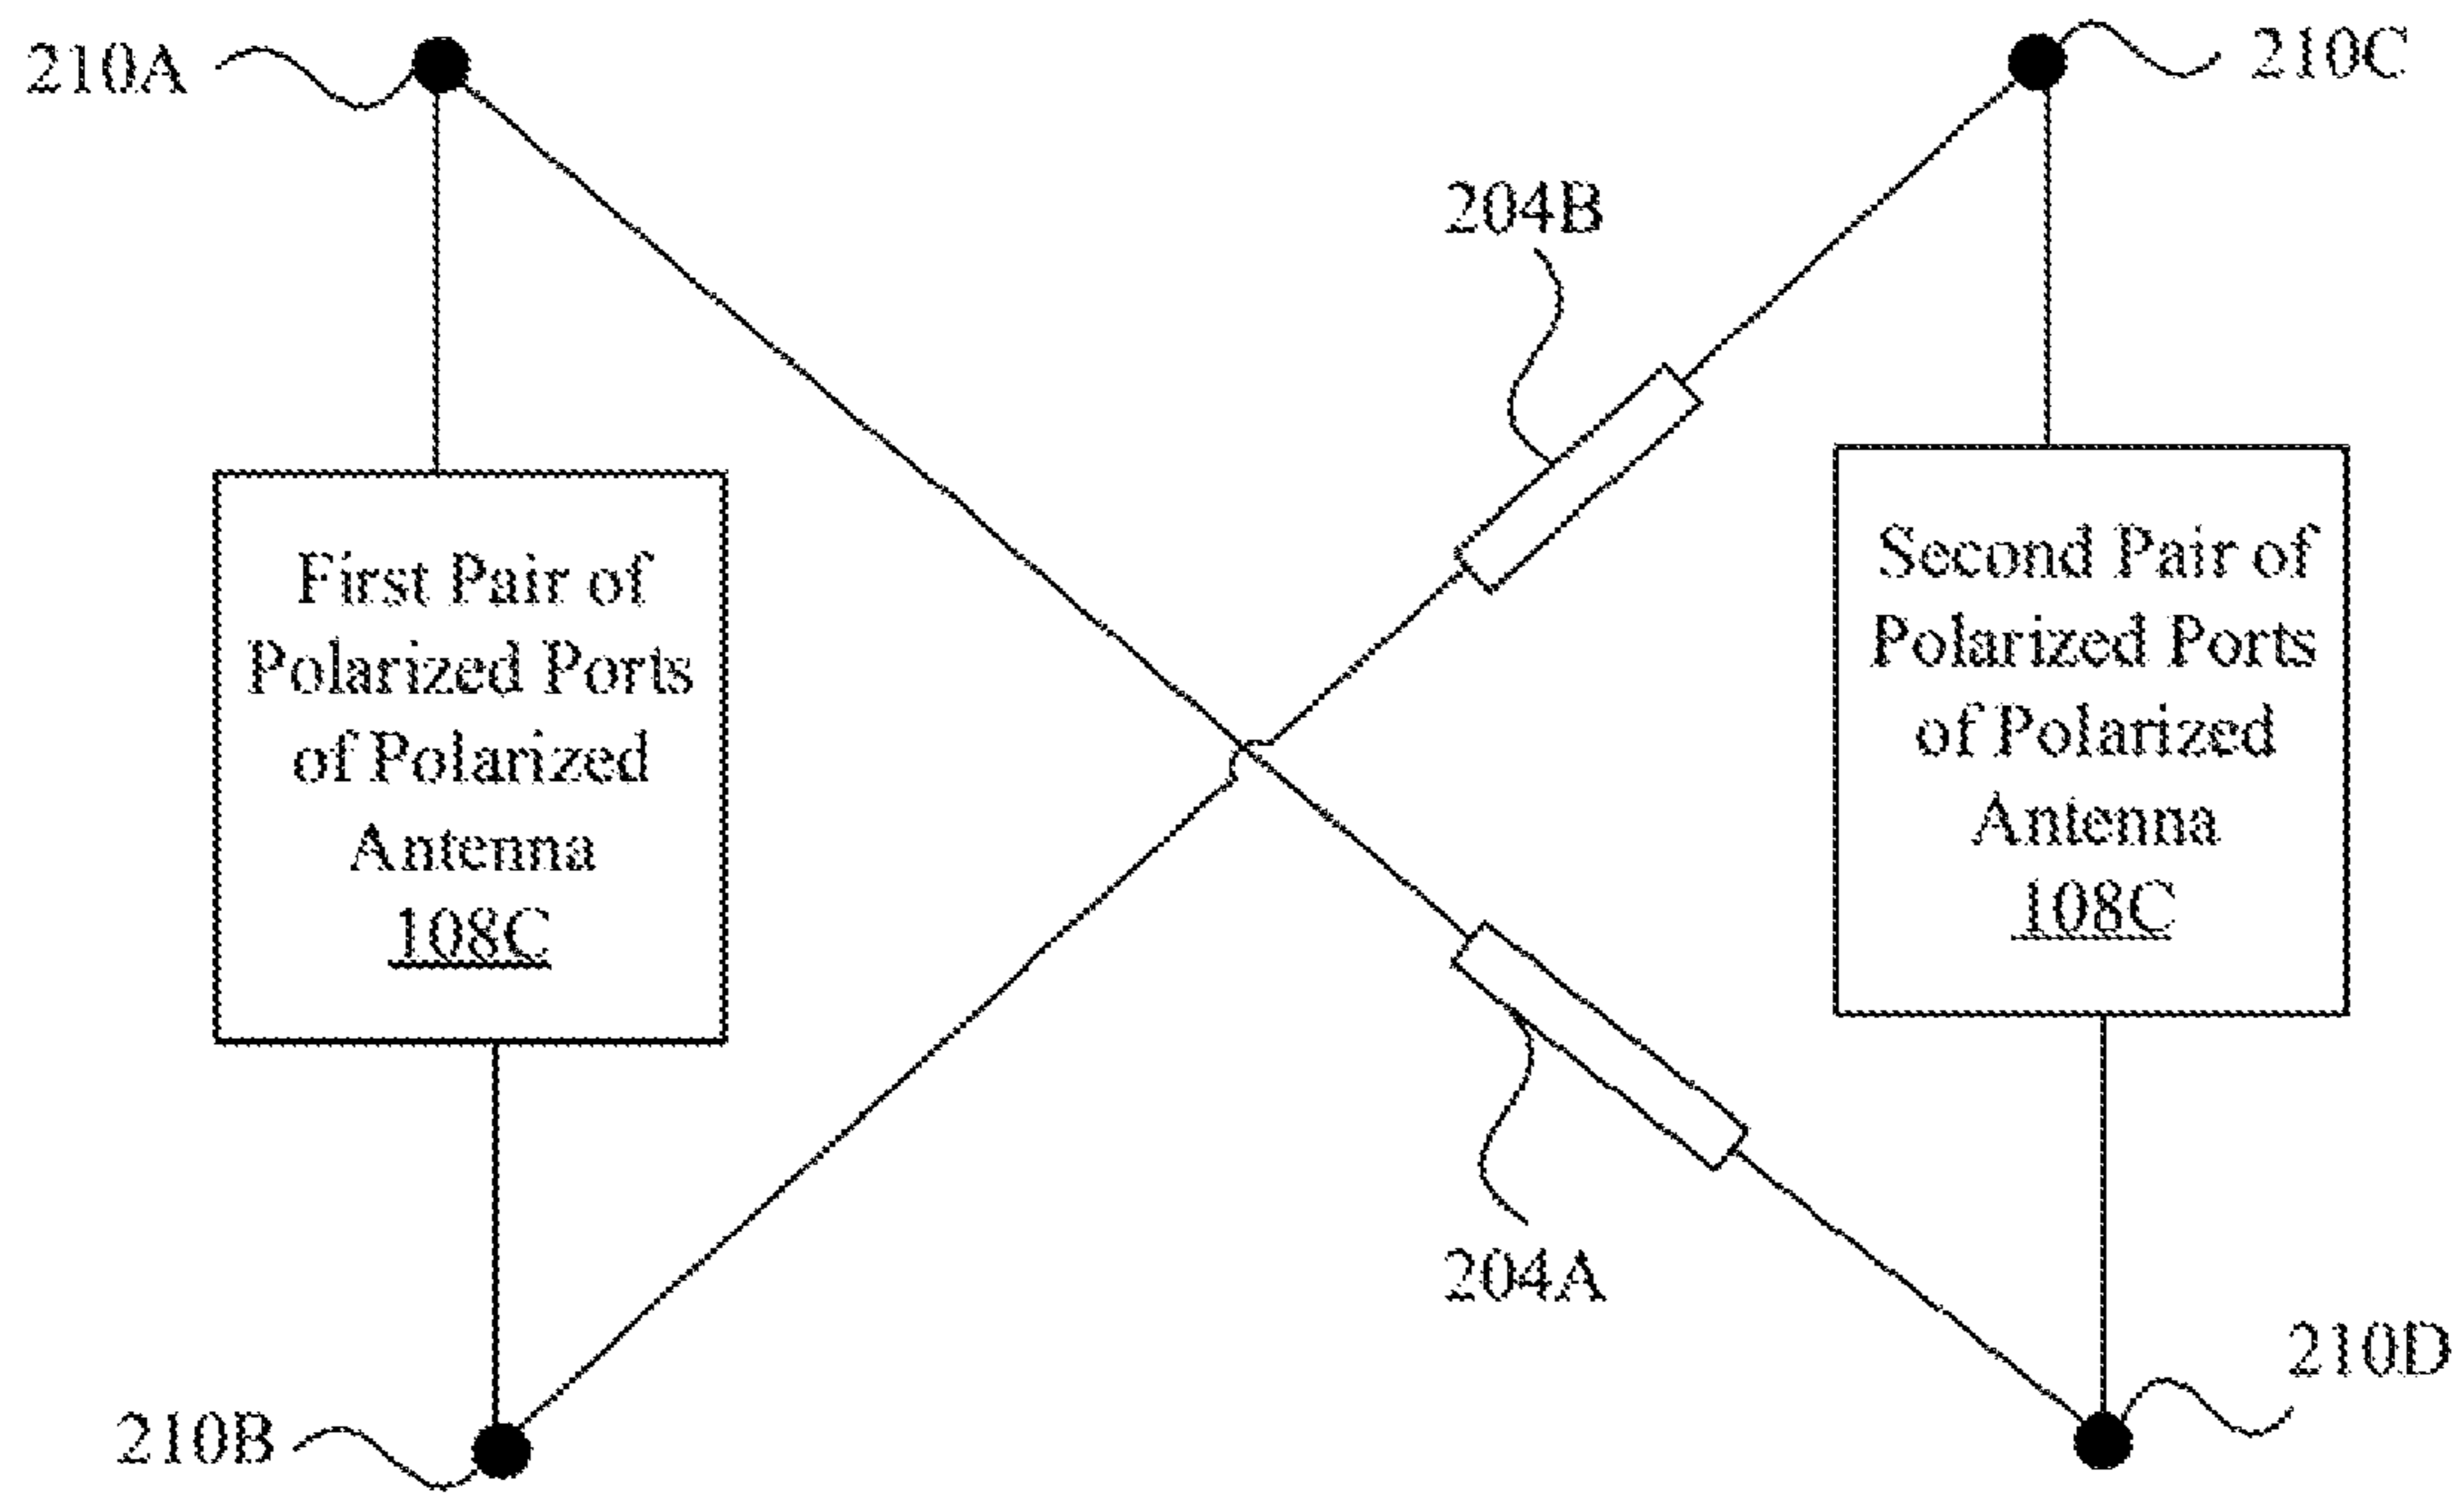 210A
210C
204B
First Pair of
Polarized Ports
of Polarized
Antenna
108C
Second Pair of
Polarized Ports
of Polarized
Antenna
108C
204A
210B
210D